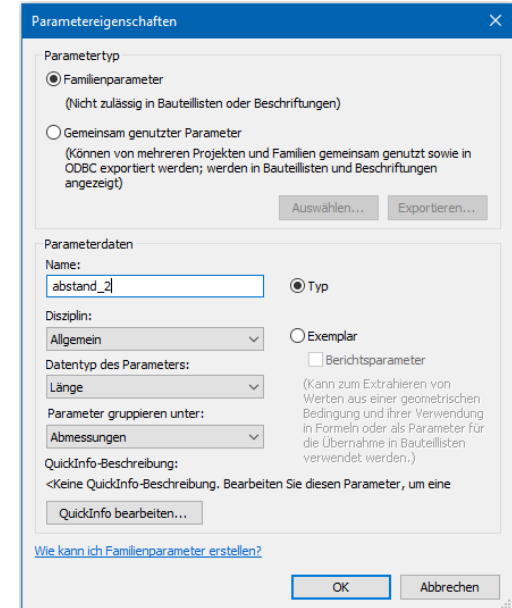 Parametereigenschaften
Parametertyp
Familienparameter
(Nicht zulässig in Bauteillisten oder Beschriftungen)
Gemeinsam genutzter Parameter
(Können von mehreren Projekten und Familien gemeinsam genutzt sowie in
ODBC exportiert werden; werden in Bauteillisten und Beschriftungen
angezeigt)
Auswählen...
Exportieren...
Parameterdaten
Name:
abstand_2
Typ
Disziplin:
Allgemein
Exemplar
Berichtsparameter
Datentyp des Parameters:
Länge
(Kann zum Extrahieren von
Werten aus einer geometrischen
Bedingung und ihrer Verwendung
in Formeln oder als Parameter für
die Übernahme in Bauteillisten
verwendet werden.)
Parameter gruppieren unter:
Abmessungen
QuickInfo-Beschreibung:
<Keine QuickInfo-Beschreibung. Bearbeiten Sie diesen Parameter, um eine
QuickInfo bearbeiten...
Wie kann ich Familienparameter erstellen?
OK
Abbrechen